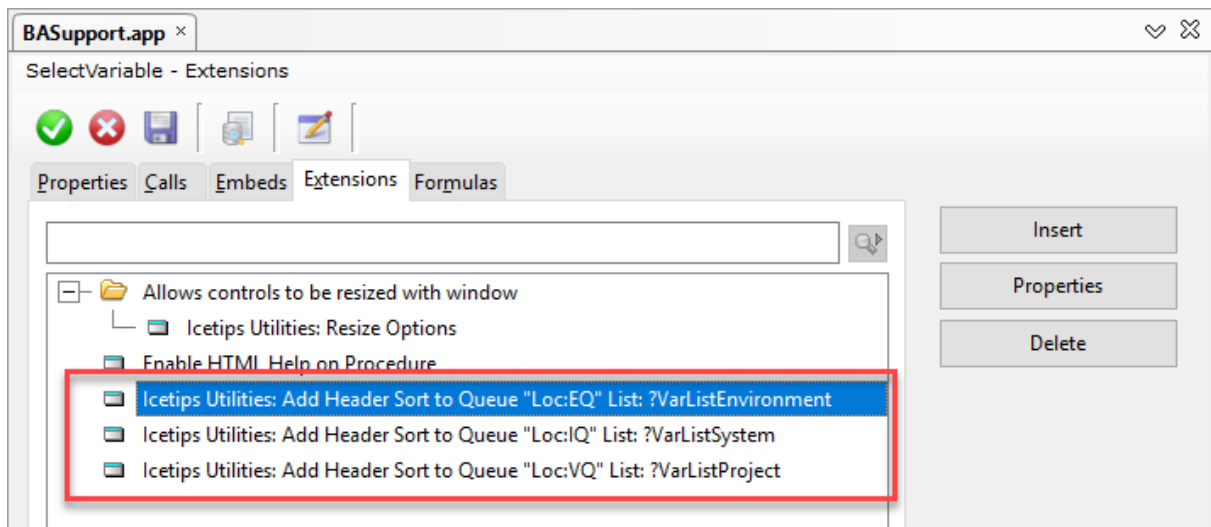 BASupport.app ×
SelectVariable - Extensions
Properties Calls Embeds Extensions Formulas
Insert
Properties
Delete
Allows controls to be resized with window
Icetips Utilities: Resize Options
Enable HTML Help on Procedure
Icetips Utilities: Add Header Sort to Queue "Loc:EQ" List: ?VarListEnvironment
Icetips Utilities: Add Header Sort to Queue "Loc:IQ" List: ?VarListSystem
Icetips Utilities: Add Header Sort to Queue "Loc:VQ" List: ?VarListProject